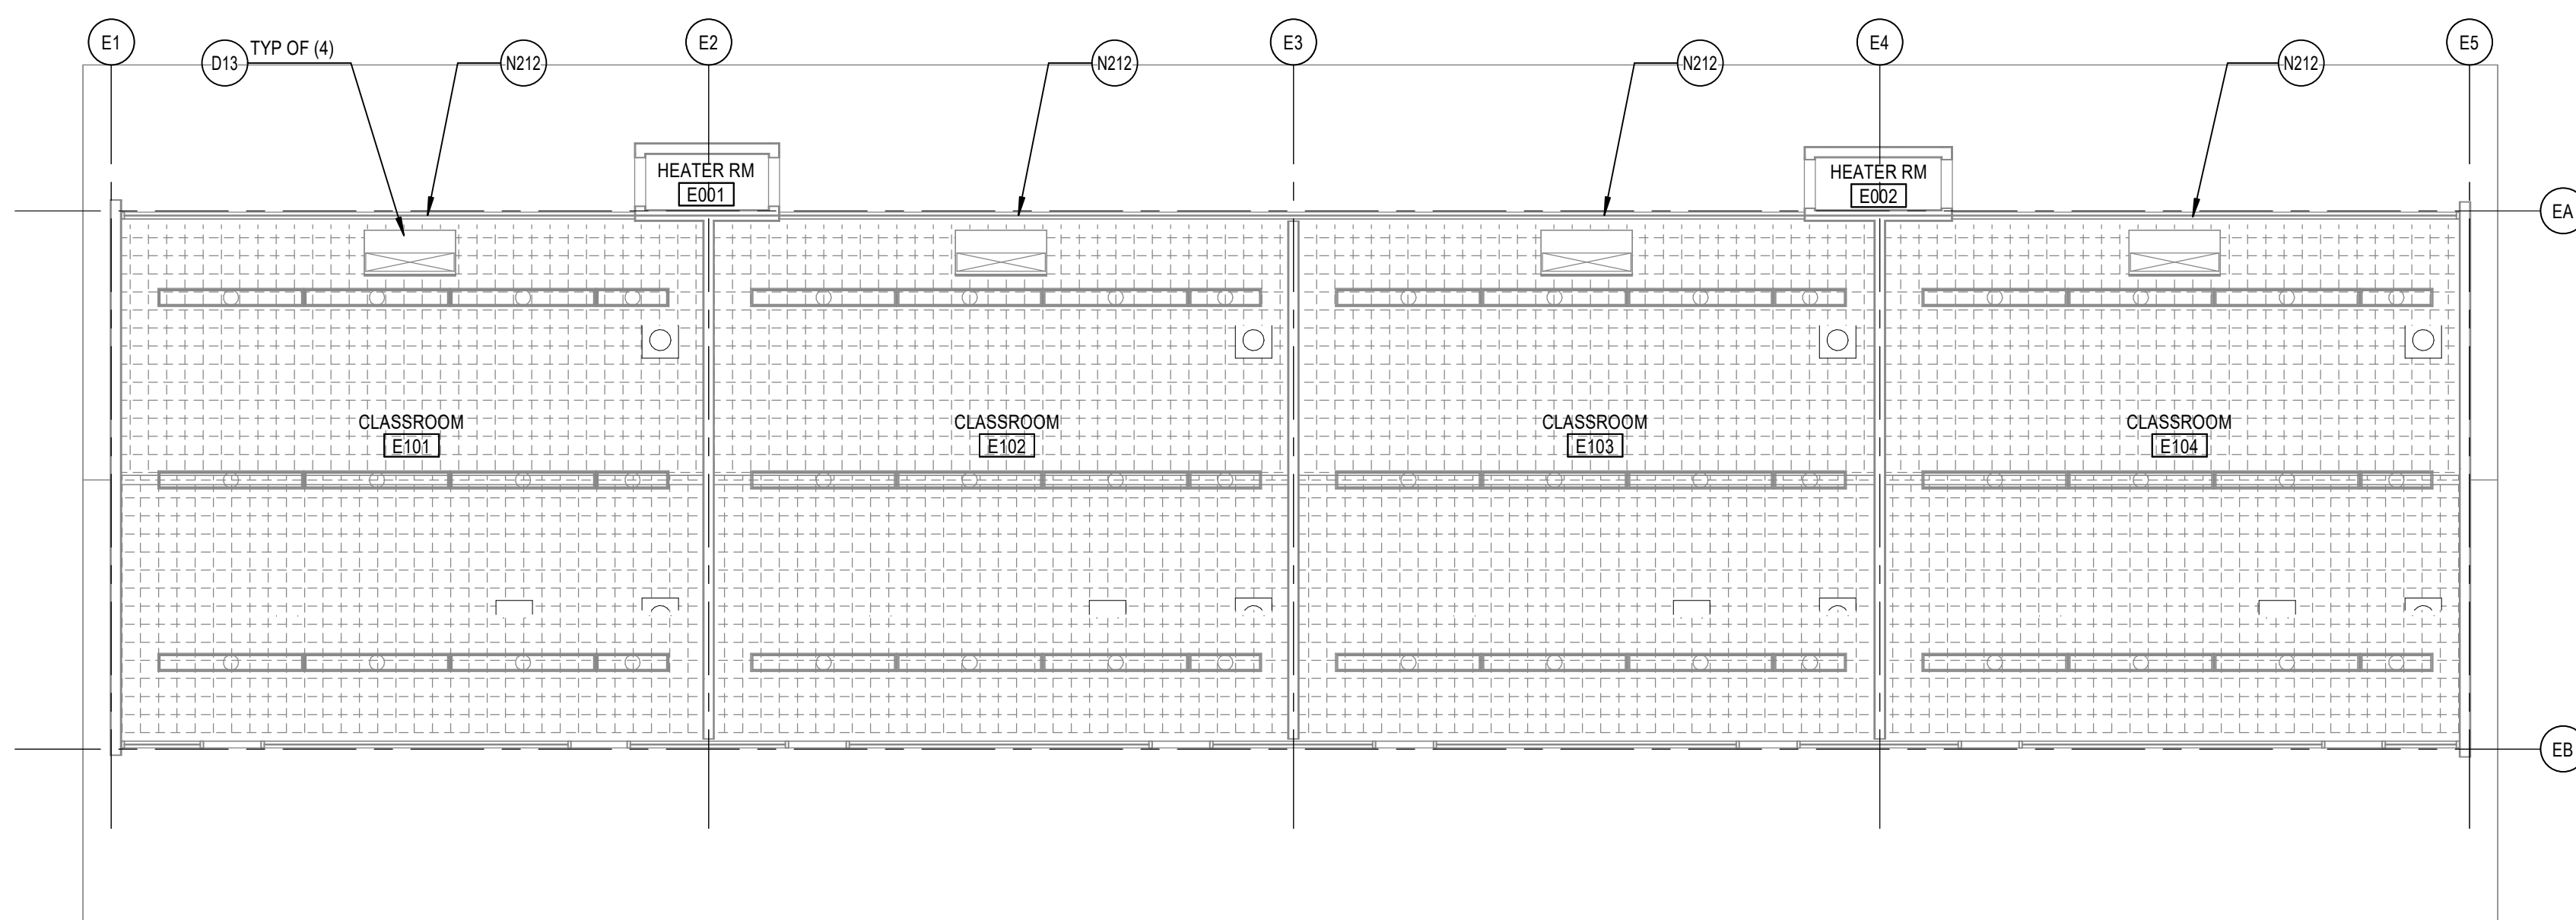 E1
E2
E3
E4
E5
D13
TYP OF (4)
N212
N212
N212
N212
HEATER RM
E001
HEATER RM
E002
EA
CLASSROOM
E101
CLASSROOM
E102
CLASSROOM
E103
CLASSROOM
E104
EB